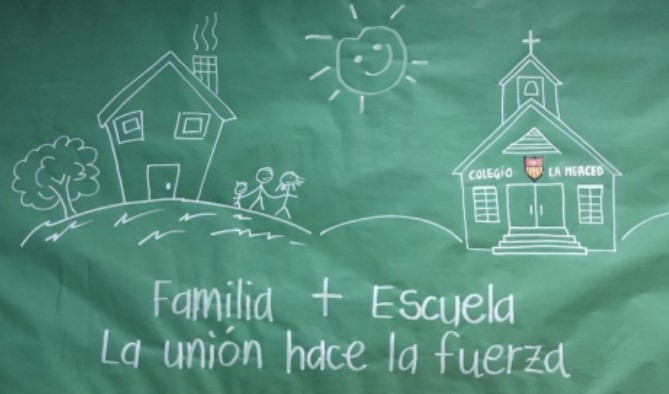 COLEGIO LA MERCED
Familia + Escuela
La unión hace la fuerza